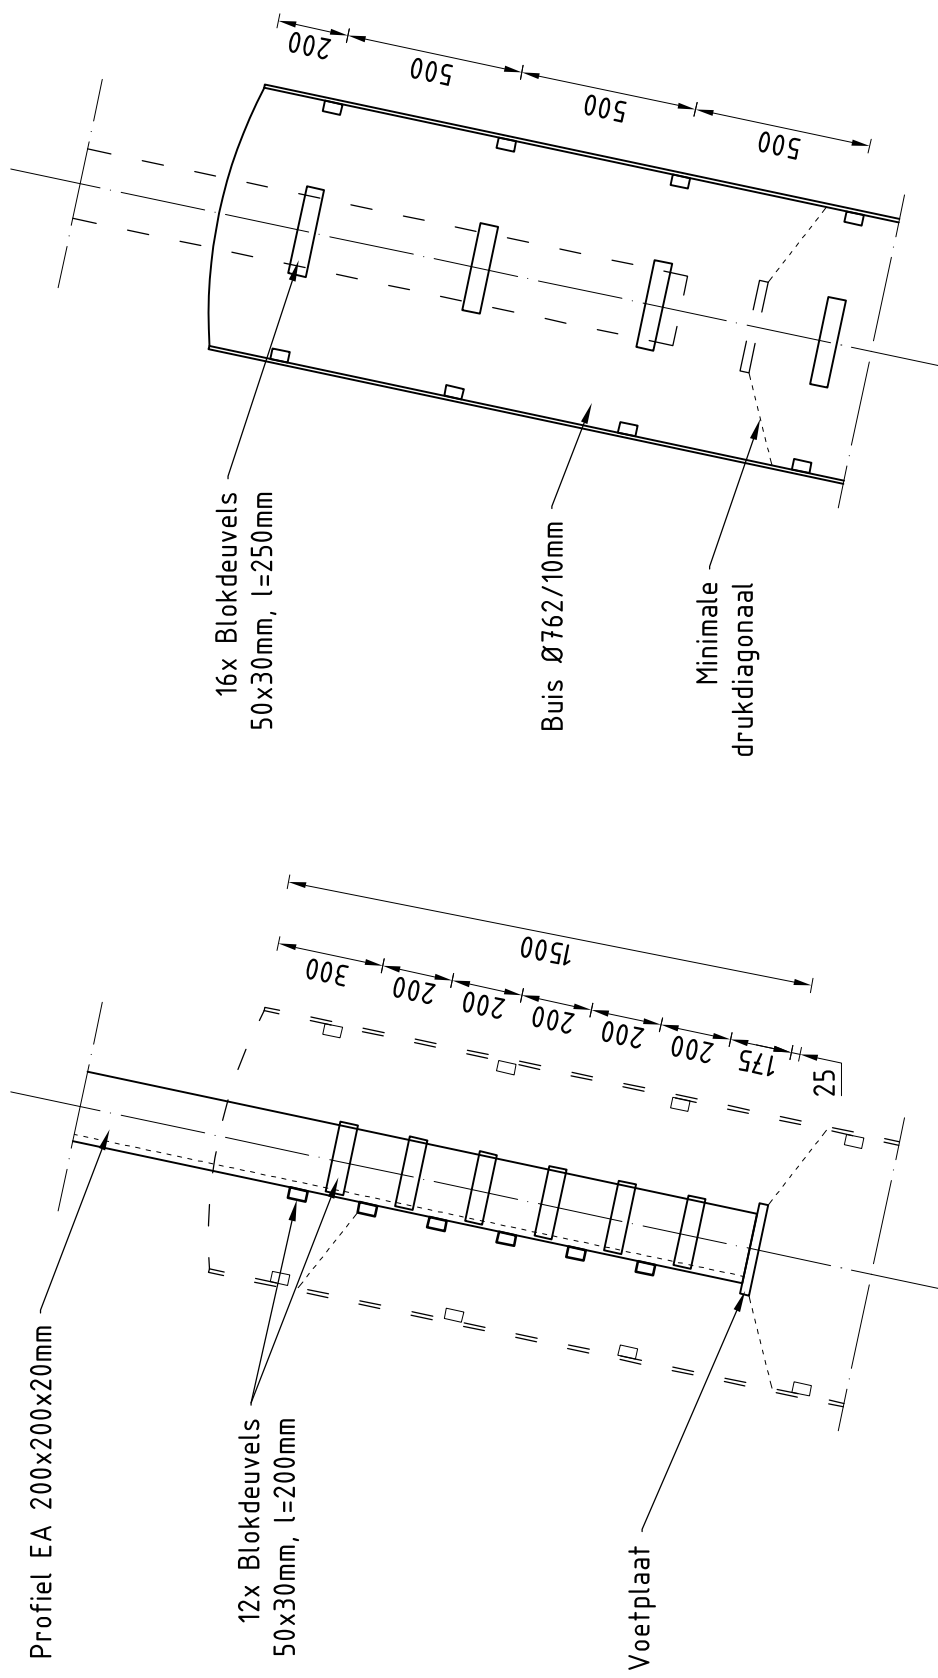 Profiel EA 200x200x20mm
12x Blokdeuvels
50x30mm, l=200mm
Voetplaat
300
200
200
200
200
200
175
25
1500
16x Blokdeuvels
50x30mm, l=250mm
Buis Ø762/10mm
Minimale
drukdiagonaal
200
500
500
500